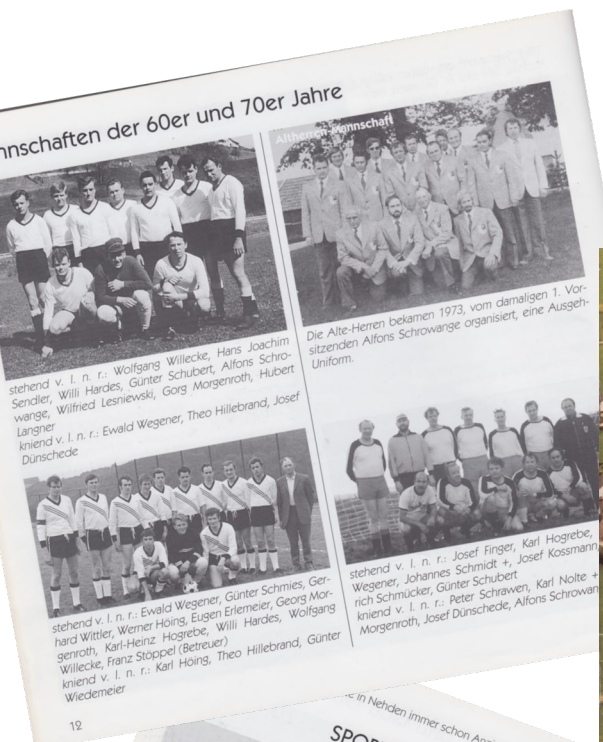 nnschaften der 60er und 70er Jahre
stehend v. l. n. r.: Wolfgang Willecke, Hans Joachim
Sendler, Willi Hardes, Günter Schubert, Alfons Schro-
wange, Wilfried Lesniewski, Gorg Morgenroth, Hubert
Langner
kniend v. l. n. r.: Ewald Wegener, Theo Hillebrand, Josef
Dünschede
stehend v. l. n. r.: Ewald Wegener, Günter Schmies, Ger-
hard Wittler, Werner Höing, Eugen Erlemeier, Georg Mor-
genroth, Karl-Heinz Hogrebe, Willi Hardes, Wolfgang
Willecke, Franz Stöppel (Betreuer)
kniend v. l. n. r.: Karl Höing, Theo Hillebrand, Günter
Wiedemeier
12
Altherren-Mannschaft
Die Alte-Herren bekamen 1973, vom damaligen 1. Vor-
sitzenden Alfons Schrowange organisiert, eine Ausgeh-
Uniform.
stehend v. l. n. r.: Josef Finger, Karl Hogrebe,
Wegener, Johannes Schmidt +, Josef Kossmann,
rich Schmücker, Günter Schubert
kniend v. l. n. r.: Peter Schrawen, Karl Nolte +
Morgenroth, Josef Dünschede, Alfons Schrowan
in Nehden immer schon
SPO